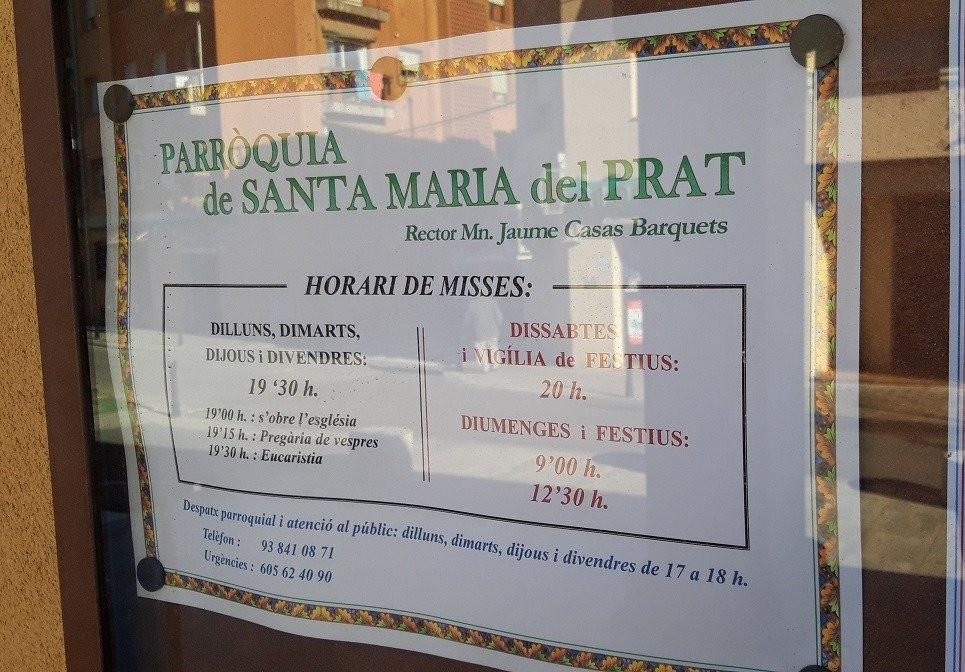 PARRÒQUIA
de SANTA MARIA del PRAT
Rector Mn. Jaume Casas Barquets
HORARI DE MISSES:
DILLUNS, DIMARTS,
DIJOUS i DIVENDRES:
19 ‘30 h.
19’00 h. : s’obre l’església
19’15 h. : Pregària de vespres
19’30 h. : Eucaristia
DISSABTES
i VIGÍLIA de FESTIUS:
20 h.
DIUMENGES i FESTIUS:
9’00 h.
12’30 h.
Despatx parroquial i atenció al públic: dilluns, dimarts, dijous i divendres de 17 a 18 h.
Telèfon : 93 841 08 71
Urgències : 605 62 40 90